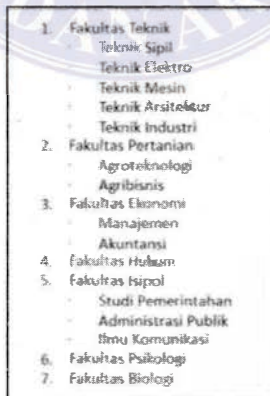 1. Fakultas Teknik
- Teknik Sipil
- Teknik Elektro
- Teknik Mesin
- Teknik Arsitektur
- Teknik Industri
2. Fakultas Pertanian
- Agroteknologi
- Agribisnis
3. Fakultas Ekonomi
- Manajemen
- Akuntansi
4. Fakultas Hukum
5. Fakultas Isipol
- Studi Pemerintahan
- Administrasi Publik
- Ilmu Komunikasi
6. Fakultas Psikologi
7. Fakultas Biologi